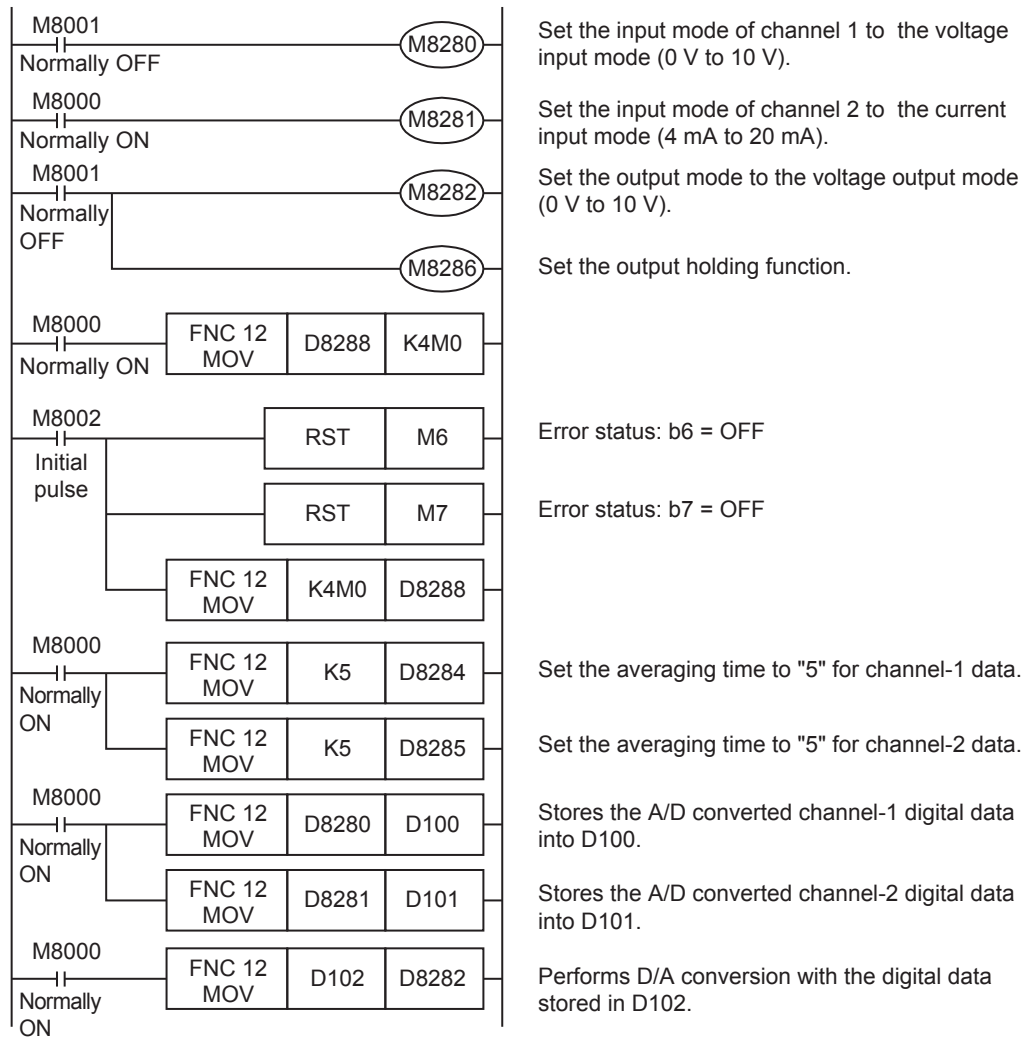 M8001
Normally OFF
M8280
Set the input mode of channel 1 to the voltage
input mode (0 V to 10 V).
M8000
Normally ON
M8281
Set the input mode of channel 2 to the current
input mode (4 mA to 20 mA).
M8001
Normally
OFF
M8282
Set the output mode to the voltage output mode
(0 V to 10 V).
M8286
Set the output holding function.
M8000
Normally ON
FNC 12
MOV
D8288
K4M0
M8002
Initial
pulse
RST
M6
Error status: b6 = OFF
RST
M7
Error status: b7 = OFF
FNC 12
MOV
K4M0
D8288
M8000
Normally
ON
FNC 12
MOV
K5
D8284
Set the averaging time to "5" for channel-1 data.
FNC 12
MOV
K5
D8285
Set the averaging time to "5" for channel-2 data.
M8000
Normally
ON
FNC 12
MOV
D8280
D100
Stores the A/D converted channel-1 digital data
into D100.
FNC 12
MOV
D8281
D101
Stores the A/D converted channel-2 digital data
into D101.
M8000
Normally
ON
FNC 12
MOV
D102
D8282
Performs D/A conversion with the digital data
stored in D102.